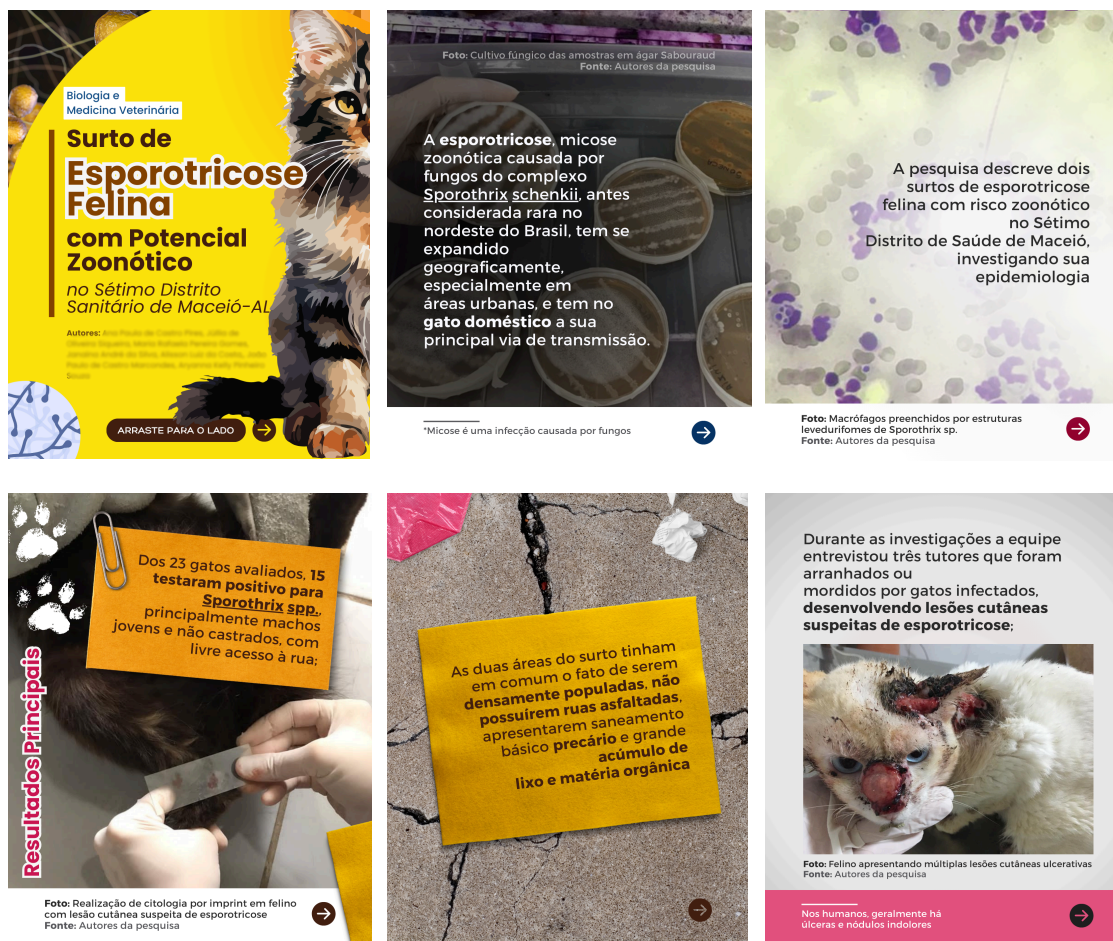 Biologia e
Medicina Veterinária
Surto de
Esporotricose
Felina
com Potencial
Zoonótico
no Sétimo Distrito
Sanitário de Maceió-AL
Autores:
ARRASTE PARA O LADO
Foto: Cultivo fúngico das amostras em ágar Sabouraud
Fonte: Autores da pesquisa
A esporotricose, micose
zoonótica causada por
fungos do complexo
Sporothrix schenkii, antes
considerada rara no
nordeste do Brasil, tem se
expandido
geograficamente,
especialmente em
áreas urbanas, e tem no
gato doméstico a sua
principal via de transmissão.
*Micose é uma infecção causada por fungos
A pesquisa descreve dois
surtos de esporotricose
felina com risco zoonótico
no Sétimo
Distrito de Saúde de Maceió,
investigando sua
epidemiologia
Foto: Macrófagos preenchidos por estruturas
levedurifomes de Sporothrix sp.
Fonte: Autores da pesquisa
Resultados Principais
Dos 23 gatos avaliados, 15
testaram positivo para
Sporothrix spp.,
principalmente machos
jovens e não castrados, com
livre acesso à rua;
Foto: Realização de citologia por imprint em felino
com lesão cutânea suspeita de esporotricose
Fonte: Autores da pesquisa
As duas áreas do surto tinham
em comum o fato de serem
densamente populadas, não
possuírem ruas asfaltadas,
apresentarem saneamento
básico precário e grande
acúmulo de
lixo e matéria orgânica
Durante as investigações a equipe
entrevistou três tutores que foram
arranhados ou
mordidos por gatos infectados,
desenvolvendo lesões cutâneas
suspeitas de esporotricose;
Foto: Felino apresentando múltiplas lesões cutâneas ulcerativas
Fonte: Autores da pesquisa
Nos humanos, geralmente há
úlceras e nódulos indolores